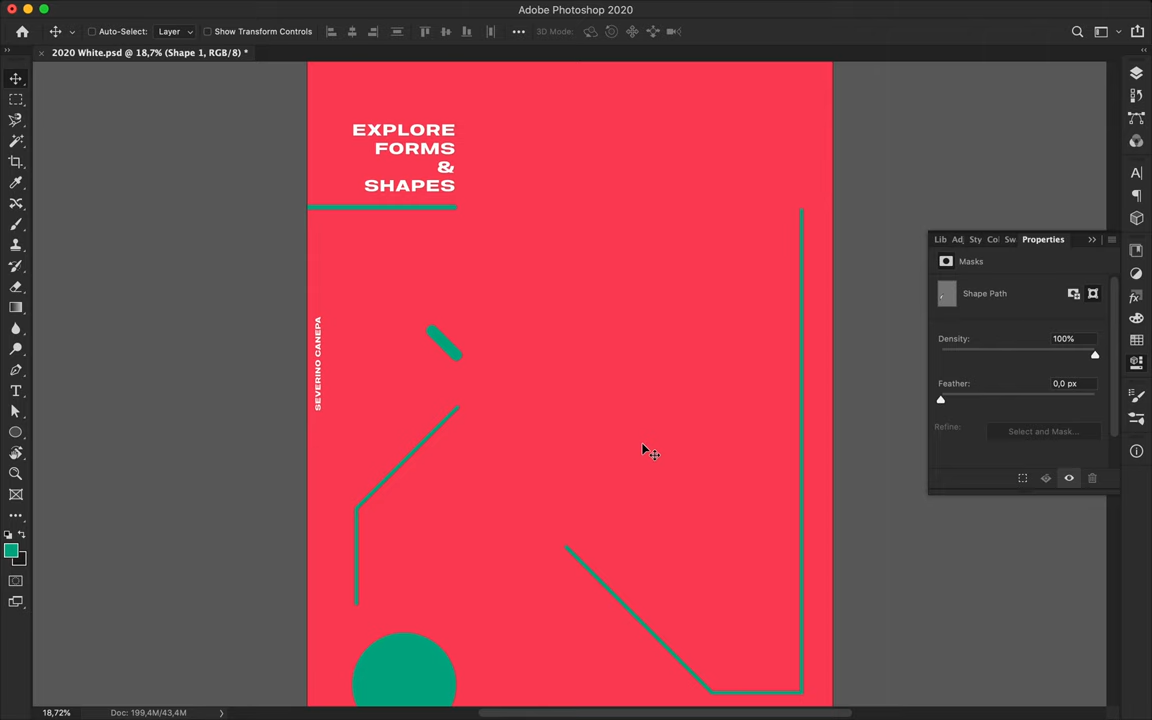 Adobe Photoshop 2020
Auto-Select:
Layer
Show Transform Controls
3D Mode:
2020 White.psd @ 18,7% (Shape 1, RGB/8) *
EXPLORE
FORMS
&
SHAPES
SEVERINO CANEPA
Lib Adj Sty Co Sw Properties
Masks
Shape Path
Density: 100%
Feather: 0,0 px
Refine: Select and Mask...
18,72% Doc: 199,4M/43,4M